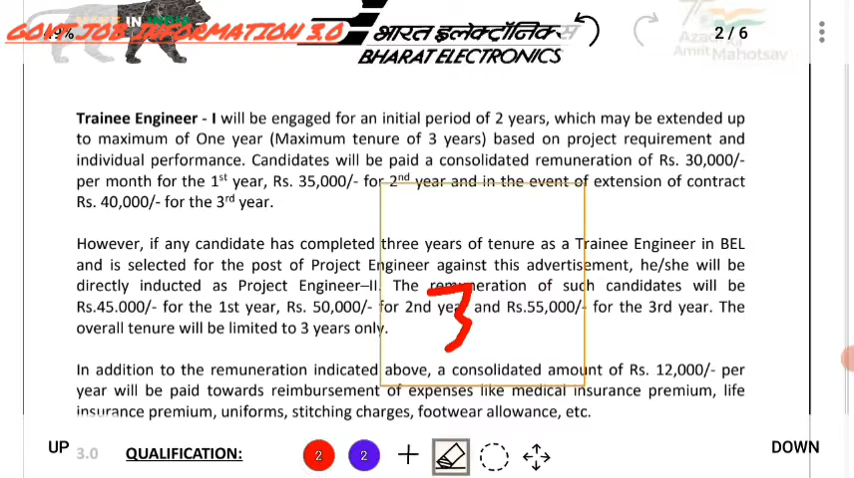 MAKE IN INDIA
GOVT JOB INFORMATION 3.0
49%
भारत इलेक्ट्रॉनिक्स
BHARAT ELECTRONICS
2 / 6
Azadi Ka
Amrit Mahotsav
Trainee Engineer - I will be engaged for an initial period of 2 years, which may be extended up
to maximum of One year (Maximum tenure of 3 years) based on project requirement and
individual performance. Candidates will be paid a consolidated remuneration of Rs. 30,000/-
per month for the 1st year, Rs. 35,000/- for 2nd year and in the event of extension of contract
Rs. 40,000/- for the 3rd year.
However, if any candidate has completed three years of tenure as a Trainee Engineer in BEL
and is selected for the post of Project Engineer against this advertisement, he/she will be
directly inducted as Project Engineer–II. The remuneration of such candidates will be
Rs.45.000/- for the 1st year, Rs. 50,000/- for 2nd year and Rs.55,000/- for the 3rd year. The
overall tenure will be limited to 3 years only.
3
In addition to the remuneration indicated above, a consolidated amount of Rs. 12,000/- per
year will be paid towards reimbursement of expenses like medical insurance premium, life
insurance premium, uniforms, stitching charges, footwear allowance, etc.
UP
3.0 QUALIFICATION:
2
2
DOWN